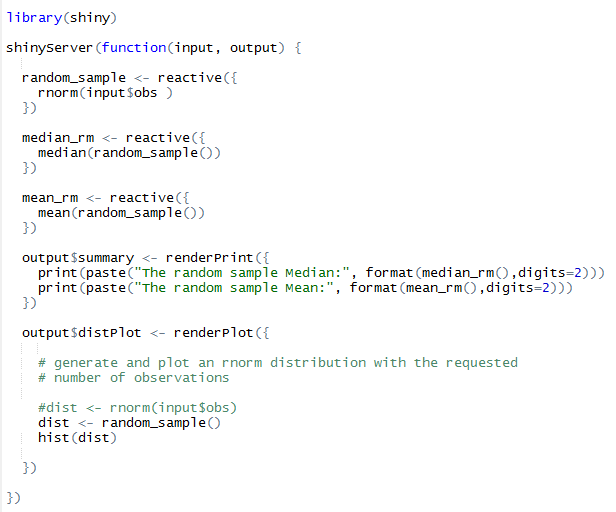 library(shiny)
shinyServer(function(input, output) {
random_sample <- reactive({
rnorm(input$obs )
})
median_rm <- reactive({
median(random_sample())
})
mean_rm <- reactive({
mean(random_sample())
})
output$summary <- renderPrint({
print(paste("The random sample Median:", format(median_rm(),digits=2)))
print(paste("The random sample Mean:", format(mean_rm(),digits=2)))
})
output$distPlot <- renderPlot({
# generate and plot an rnorm distribution with the requested
# number of observations
#dist <- rnorm(input$obs)
dist <- random_sample()
hist(dist)
})
})